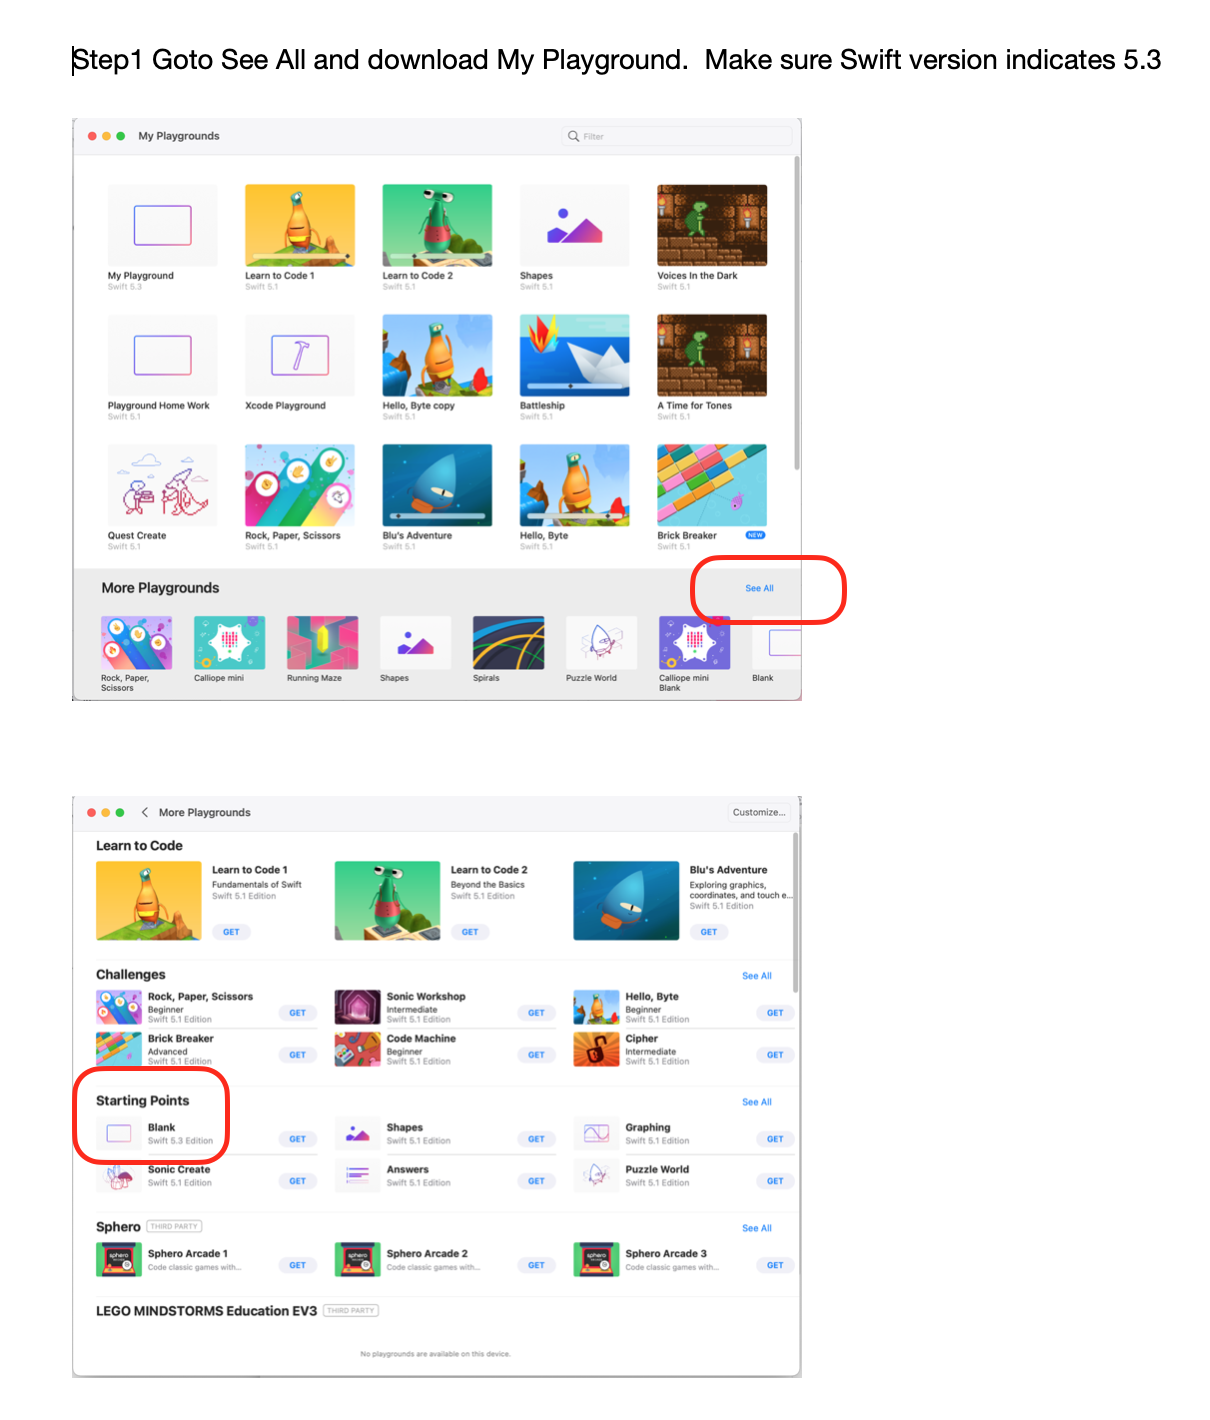 Step1 Goto See All and download My Playground.  Make sure Swift version indicates 5.3
My Playgrounds
Filter
My Playground
Swift 5.3
Learn to Code 1
Swift 5.1
Learn to Code 2
Swift 5.1
Shapes
Swift 5.1
Voices In the Dark
Swift 5.1
Playground Home Work
Swift 5.1
Xcode Playground
Hello, Byte copy
Swift 5.1
Battleship
Swift 5.1
A Time for Tones
Swift 5.1
Quest Create
Swift 5.1
Rock, Paper, Scissors
Swift 5.1
Blu's Adventure
Swift 5.1
Hello, Byte
Swift 5.1
Brick Breaker
NEW
Swift 5.1
More Playgrounds
See All
Rock, Paper,
Scissors
Calliope mini
Running Maze
Shapes
Spirals
Puzzle World
Calliope mini
Blank
Blank
More Playgrounds
Customize...
Learn to Code
Learn to Code 1
Fundamentals of Swift
Swift 5.1 Edition
GET
Learn to Code 2
Beyond the Basics
Swift 5.1 Edition
GET
Blu's Adventure
Exploring graphics,
coordinates, and touch e...
Swift 5.1 Edition
GET
Challenges
See All
Rock, Paper, Scissors
Beginner
Swift 5.1 Edition
GET
Sonic Workshop
Intermediate
Swift 5.1 Edition
GET
Hello, Byte
Beginner
Swift 5.1 Edition
GET
Brick Breaker
Advanced
Swift 5.1 Edition
GET
Code Machine
Beginner
Swift 5.1 Edition
GET
Cipher
Intermediate
Swift 5.1 Edition
GET
Starting Points
See All
Blank
Swift 5.3 Edition
GET
Shapes
Swift 5.1 Edition
GET
Graphing
Swift 5.1 Edition
GET
Sonic Create
Swift 5.1 Edition
GET
Answers
Swift 5.1 Edition
GET
Puzzle World
Swift 5.1 Edition
GET
Sphero THIRD PARTY
See All
sphero
Sphero Arcade 1
Code classic games with...
GET
sphero
Sphero Arcade 2
Code classic games with...
GET
sphero
Sphero Arcade 3
Code classic games with...
GET
LEGO MINDSTORMS Education EV3 THIRD PARTY
No playgrounds are available on this device.